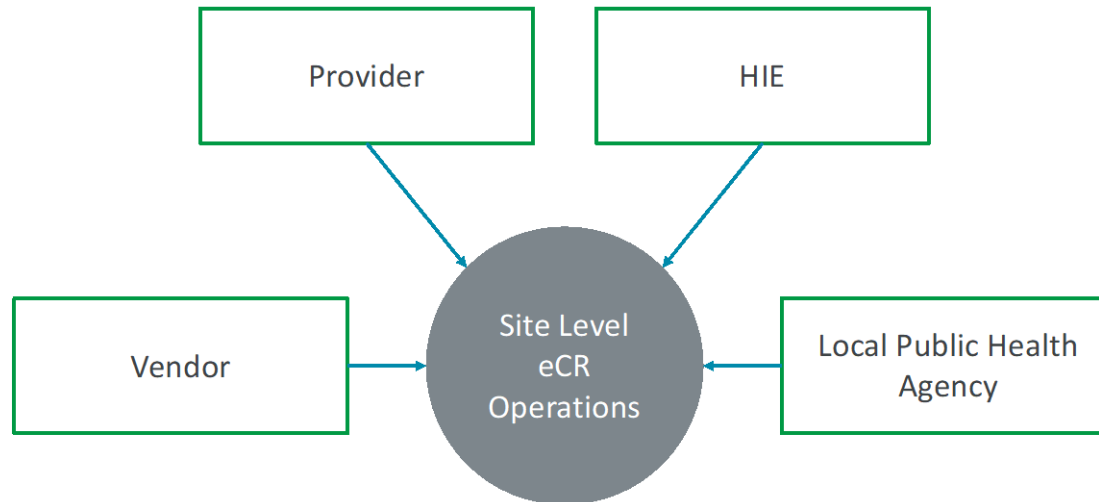 Provider
HIE
Vendor
Site Level
eCR
Operations
Local Public Health
Agency